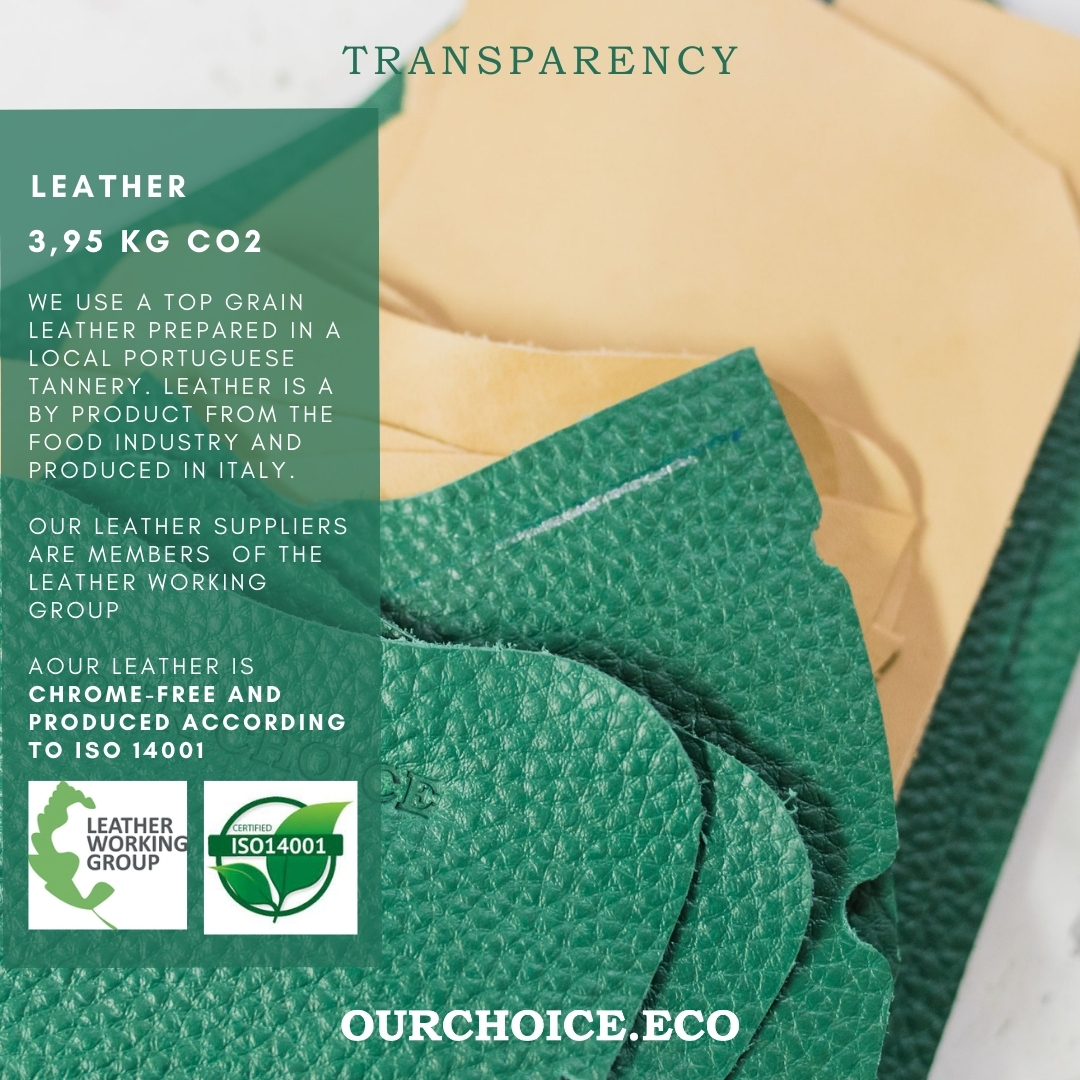 TRANSPARENCY
LEATHER
3,95 KG CO2
WE USE A TOP GRAIN
LEATHER PREPARED IN A
LOCAL PORTUGUESE
TANNERY. LEATHER IS A
BY PRODUCT FROM THE
FOOD INDUSTRY AND
PRODUCED IN ITALY.
OUR LEATHER SUPPLIERS
ARE MEMBERS  OF THE
LEATHER WORKING
GROUP
AOUR LEATHER IS
CHROME-FREE AND
PRODUCED ACCORDING
TO ISO 14001
CHOICE
LEATHER
WORKING
GROUP
CERTIFIED
ISO14001
OURCHOICE.ECO